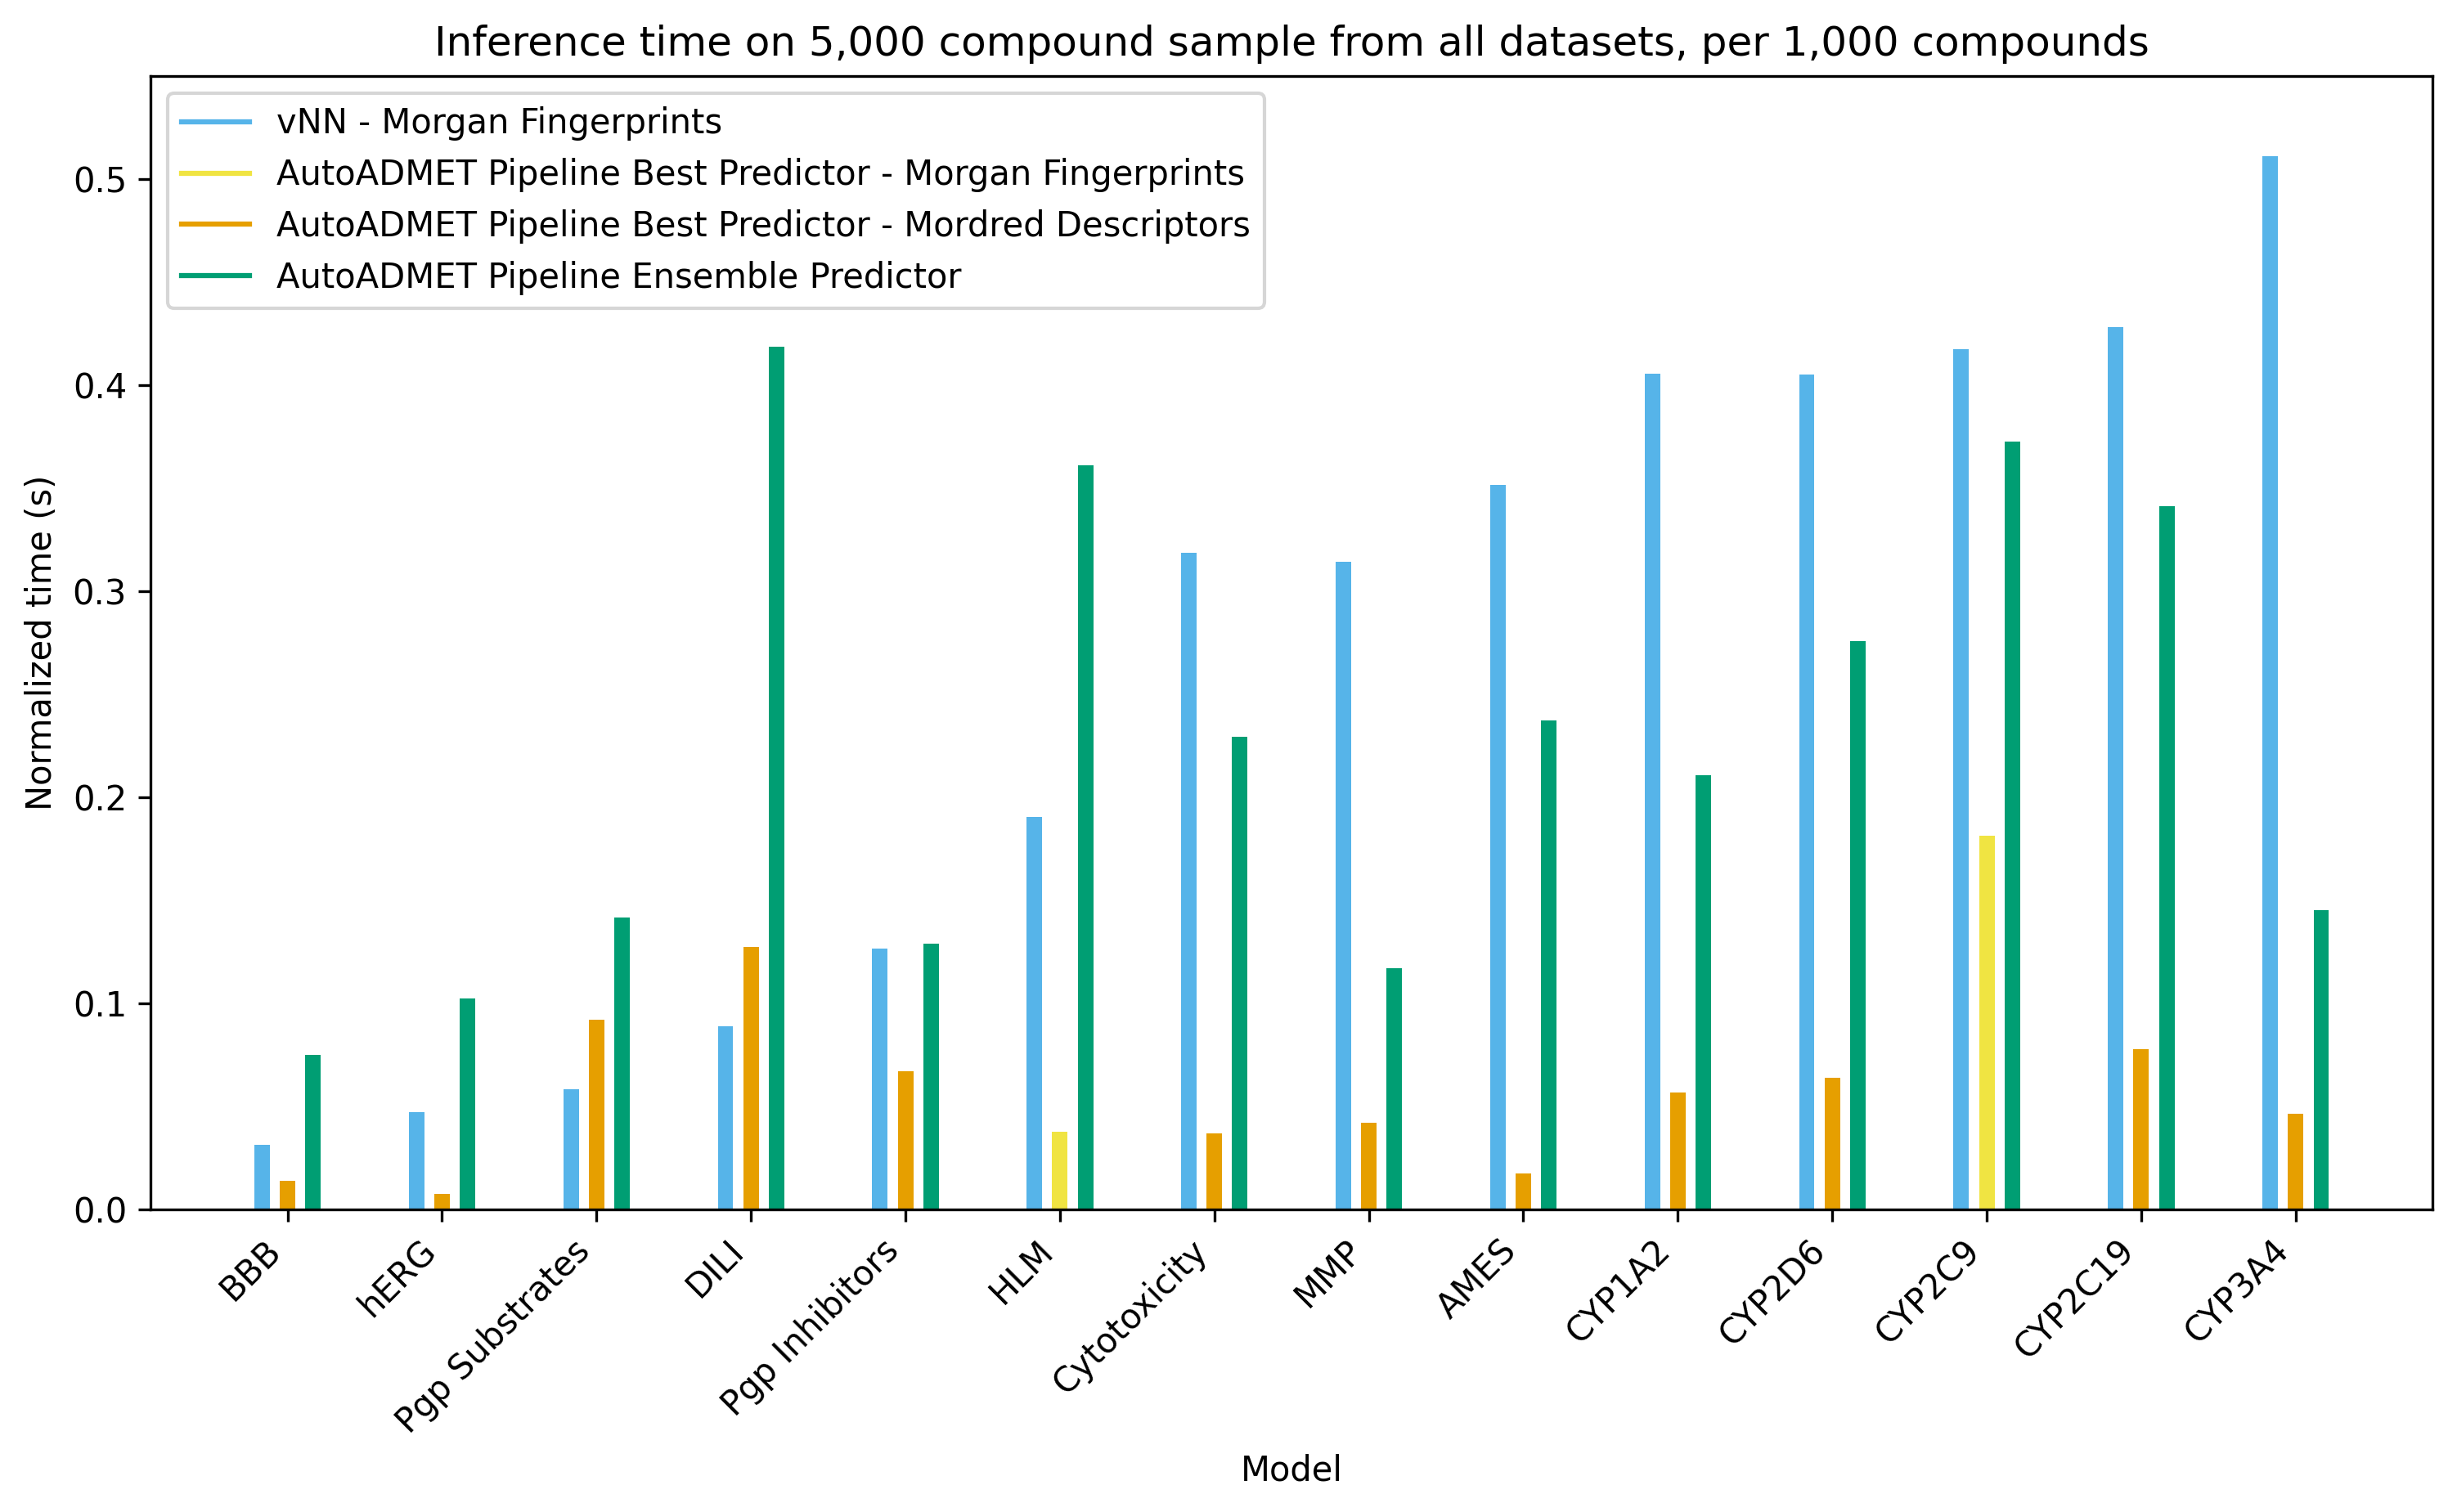 Inference time on 5,000 compound sample from all datasets, per 1,000 compounds
vNN - Morgan Fingerprints
AutoADMET Pipeline Best Predictor - Morgan Fingerprints
AutoADMET Pipeline Best Predictor - Mordred Descriptors
AutoADMET Pipeline Ensemble Predictor
Normalized time (s)
0.5
0.4
0.3
0.2
0.1
0.0
BBB
hERG
Pgp Substrates
DILI
Pgp Inhibitors
HLM
Cytotoxicity
MMP
AMES
CYP1A2
CYP2D6
CYP2C9
CYP2C19
CYP3A4
Model